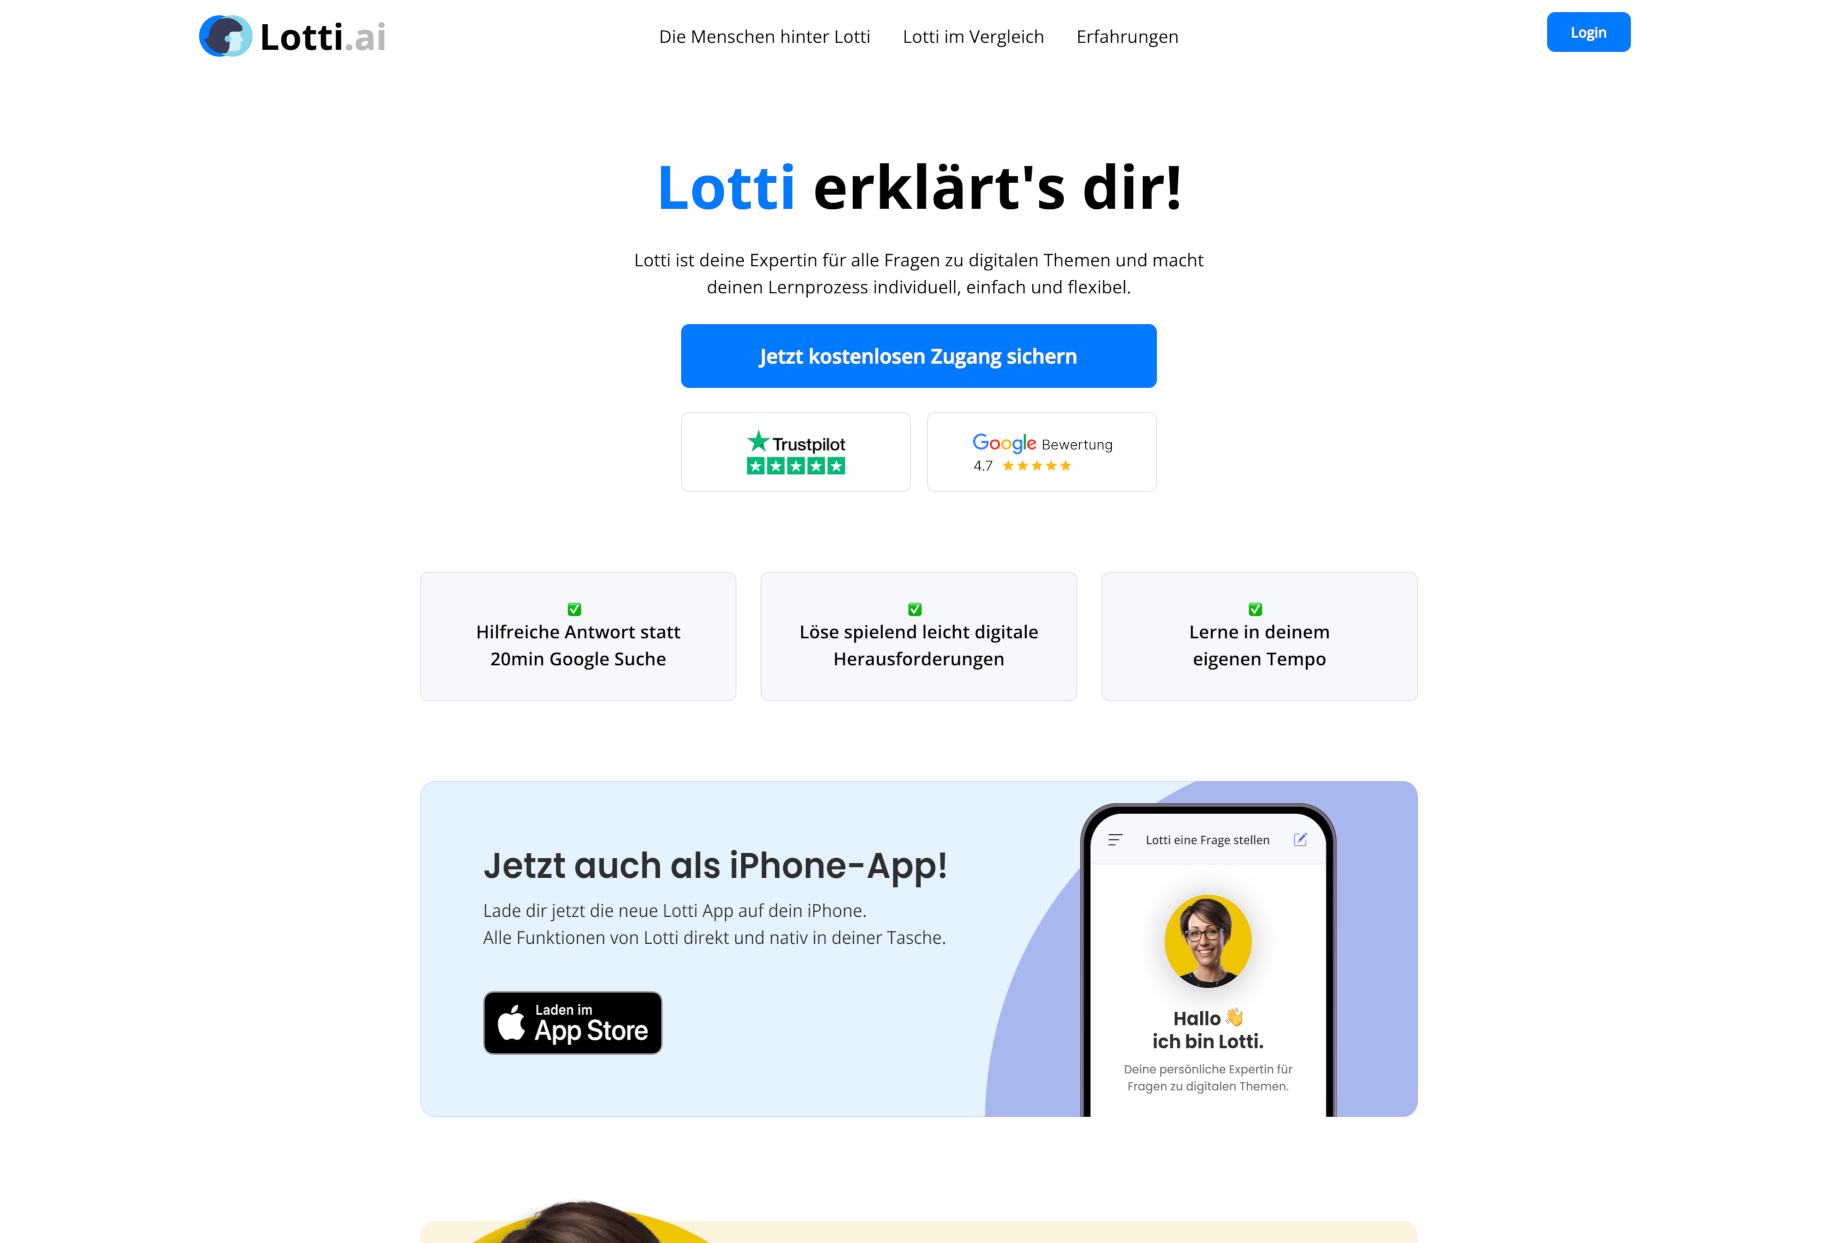 Lotti.ai
Die Menschen hinter Lotti
Lotti im Vergleich
Erfahrungen
Login
Lotti erklärt's dir!
Lotti ist deine Expertin für alle Fragen zu digitalen Themen und macht
deinen Lernprozess individuell, einfach und flexibel.
Jetzt kostenlosen Zugang sichern
Trustpilot
Google Bewertung
4.7
Hilfreiche Antwort statt
20min Google Suche
Löse spielend leicht digitale
Herausforderungen
Lerne in deinem
eigenen Tempo
Jetzt auch als iPhone-App!
Lade dir jetzt die neue Lotti App auf dein iPhone.
Alle Funktionen von Lotti direkt und nativ in deiner Tasche.
Laden im
App Store
Lotti eine Frage stellen
Hallo 👋
ich bin Lotti.
Deine persönliche Expertin für
Fragen zu digitalen Themen.